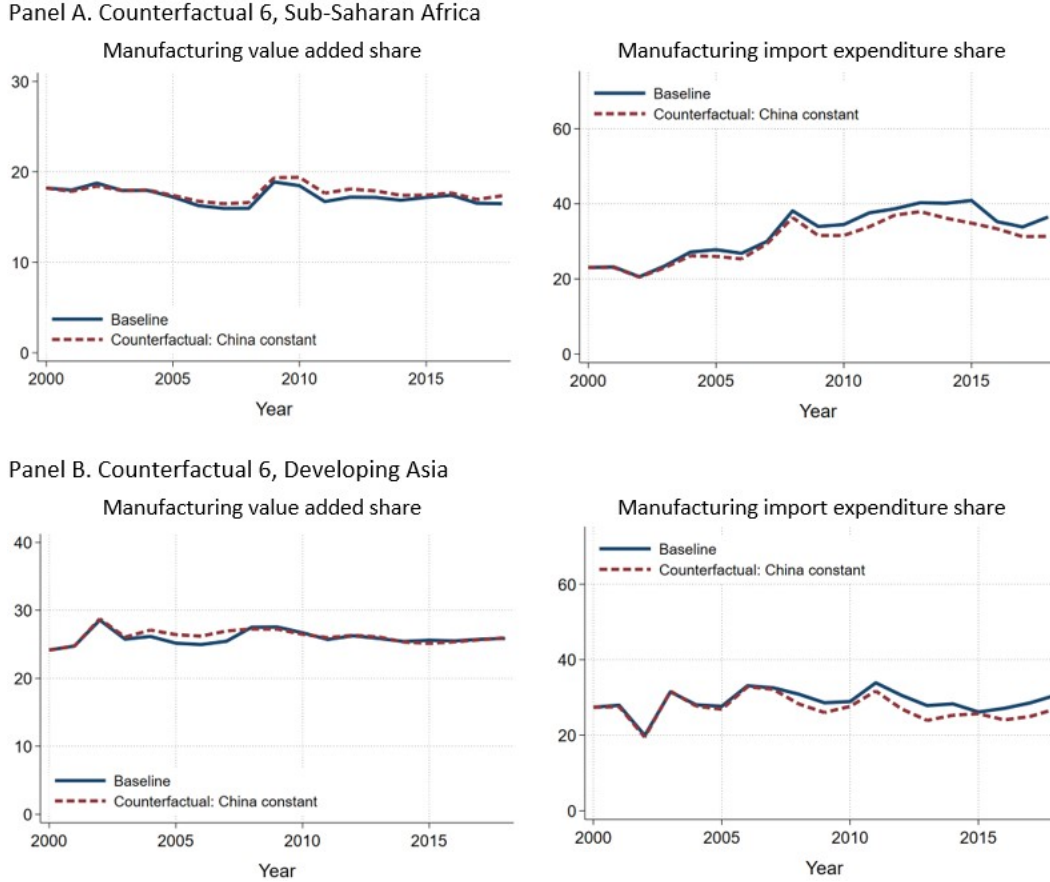 Panel A. Counterfactual 6, Sub-Saharan Africa
Manufacturing value added share
30
20
10
0
Baseline
Counterfactual: China constant
2000 2005 2010 2015
Year
Manufacturing import expenditure share
Baseline
Counterfactual: China constant
60
40
20
0
2000 2005 2010 2015
Year
Panel B. Counterfactual 6, Developing Asia
Manufacturing value added share
40
30
20
10
0
Baseline
Counterfactual: China constant
2000 2005 2010 2015
Year
Manufacturing import expenditure share
Baseline
Counterfactual: China constant
60
40
20
0
2000 2005 2010 2015
Year